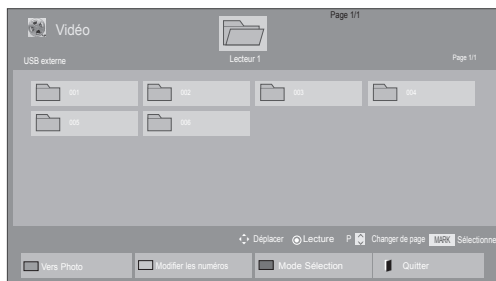 Page 1/1
Vidéo
USB externe
Lecteur 1
Page 1/1
001
002
003
004
005
006
Déplacer
Lecture
P
Changer de page
MARK
Sélectionne
Vers Photo
Modifier les numéros
Mode Sélection
Quitter